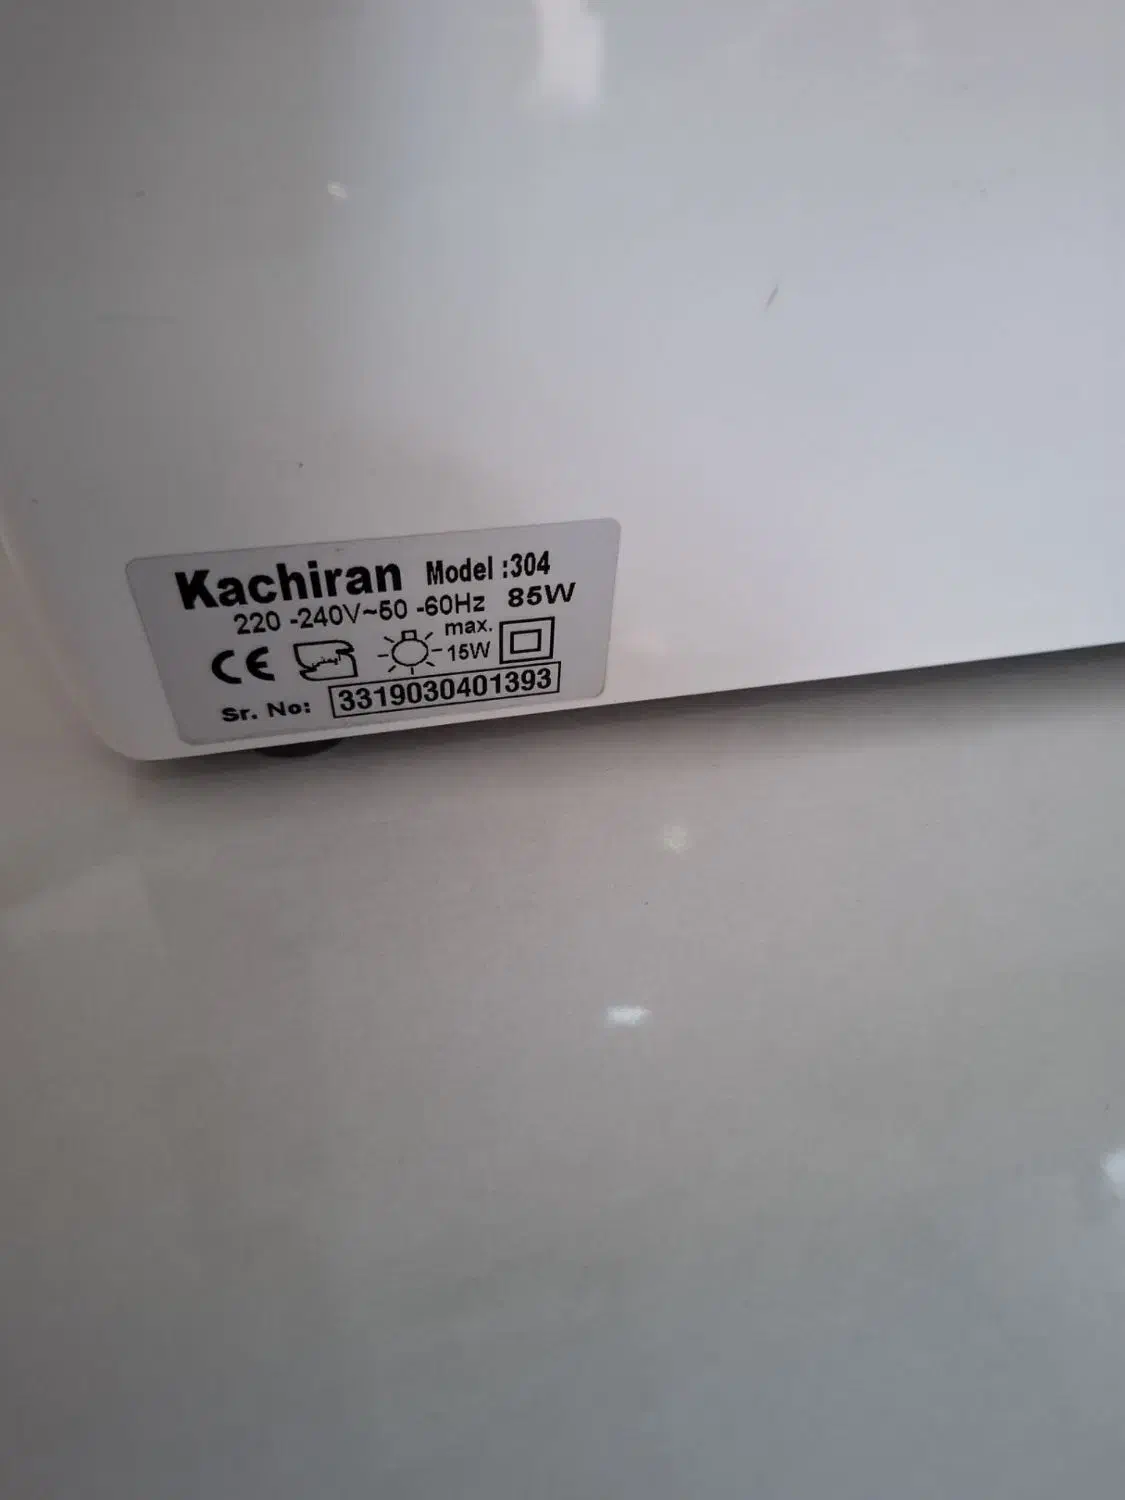 Kachiran Model :304
220 -240V~50 -60Hz 85W
CE max. 15W
Sr. No: 3319030401393